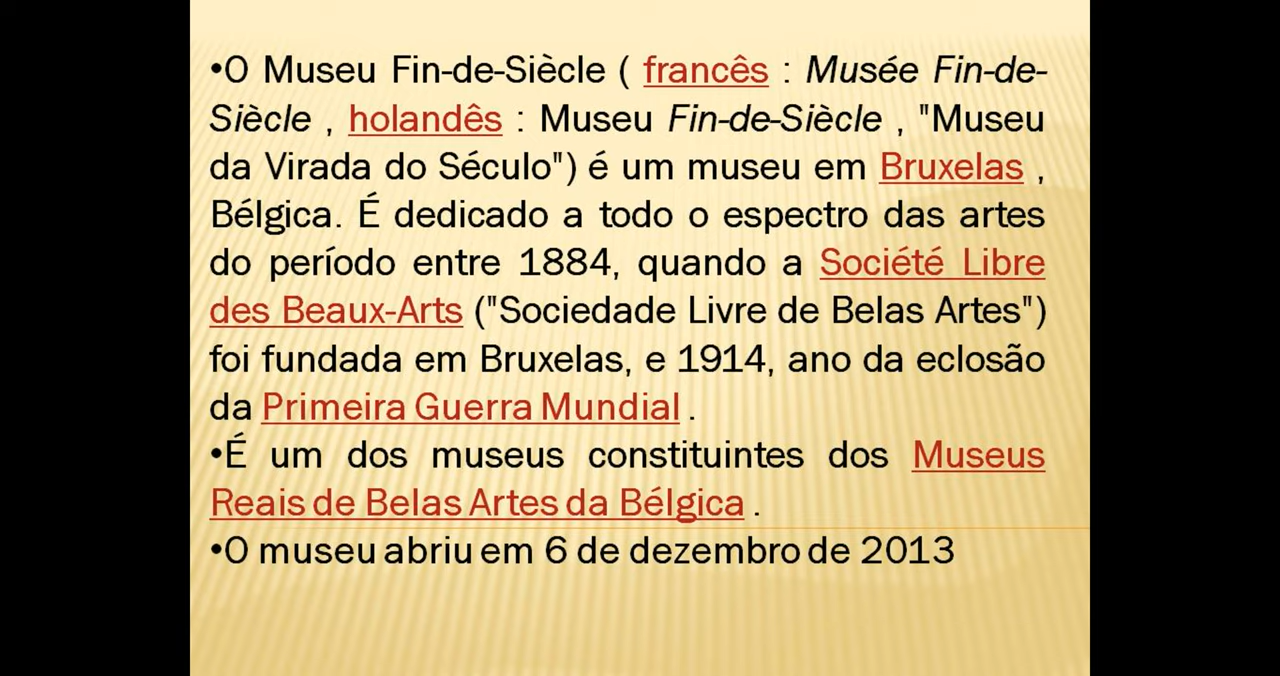 •O Museu Fin-de-Siècle ( francês : Musée Fin-de-
Siècle , holandês : Museu Fin-de-Siècle , "Museu
da Virada do Século") é um museu em Bruxelas ,
Bélgica. É dedicado a todo o espectro das artes
do período entre 1884, quando a Société Libre
des Beaux-Arts ("Sociedade Livre de Belas Artes")
foi fundada em Bruxelas, e 1914, ano da eclosão
da Primeira Guerra Mundial .
•É um dos museus constituintes dos Museus
Reais de Belas Artes da Bélgica .
•O museu abriu em 6 de dezembro de 2013